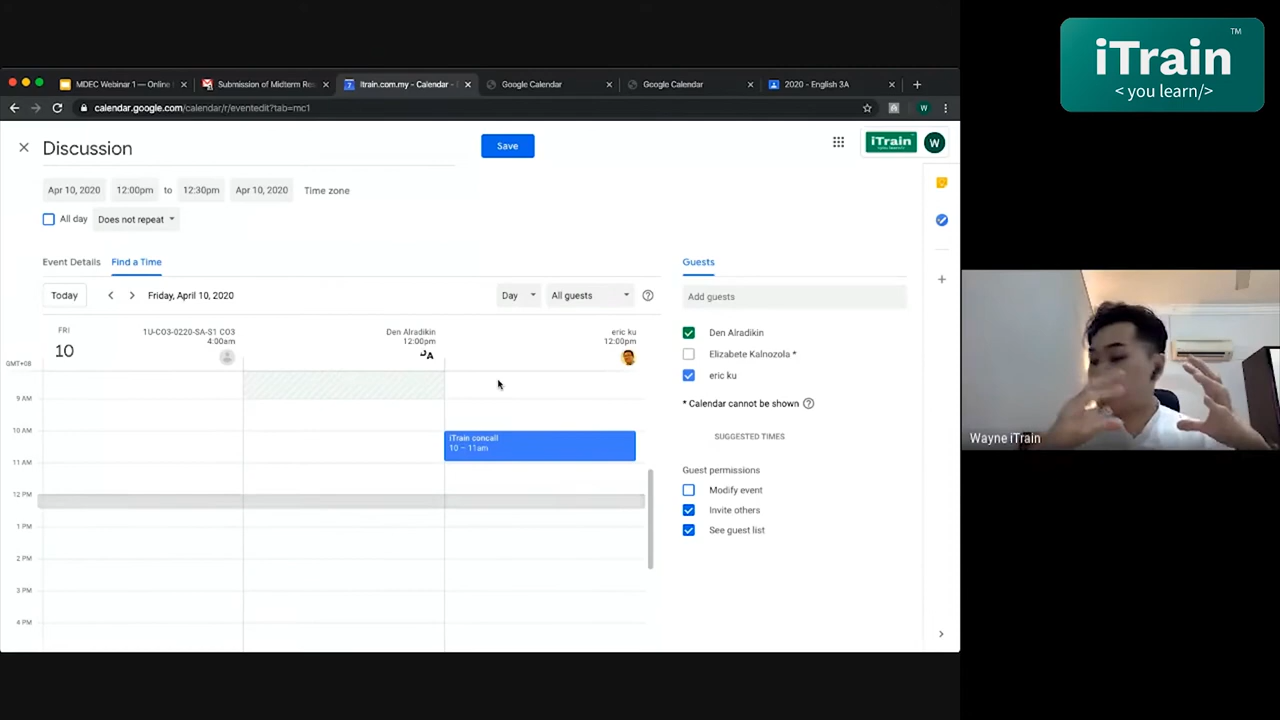 iTrain TM
< you learn/>
MDEC Webinar 1 — Online
Submission of Midterm Re
itrain.com.my - Calendar -
Google Calendar
Google Calendar
2020 - English 3A
calendar.google.com/calendar/r/eventedit?tab=mc1
W
Discussion
Save
iTrain
W
Apr 10, 2020 12:00pm to 12:30pm Apr 10, 2020 Time zone
All day Does not repeat
Event Details Find a Time
Guests
Today Friday, April 10, 2020 Day All guests
Add guests
FRI
10
GMT+08
1U-CO3-0220-SA-S1 CO3
4:00am
Den Alradikin
12:00pm
eric ku
12:00pm
Den Alradikin
Elizabete Kalnozola *
eric ku
* Calendar cannot be shown
SUGGESTED TIMES
Guest permissions
Modify event
Invite others
See guest list
9 AM
10 AM
iTrain concall
10 – 11am
11 AM
12 PM
1 PM
2 PM
3 PM
4 PM
Wayne iTrain